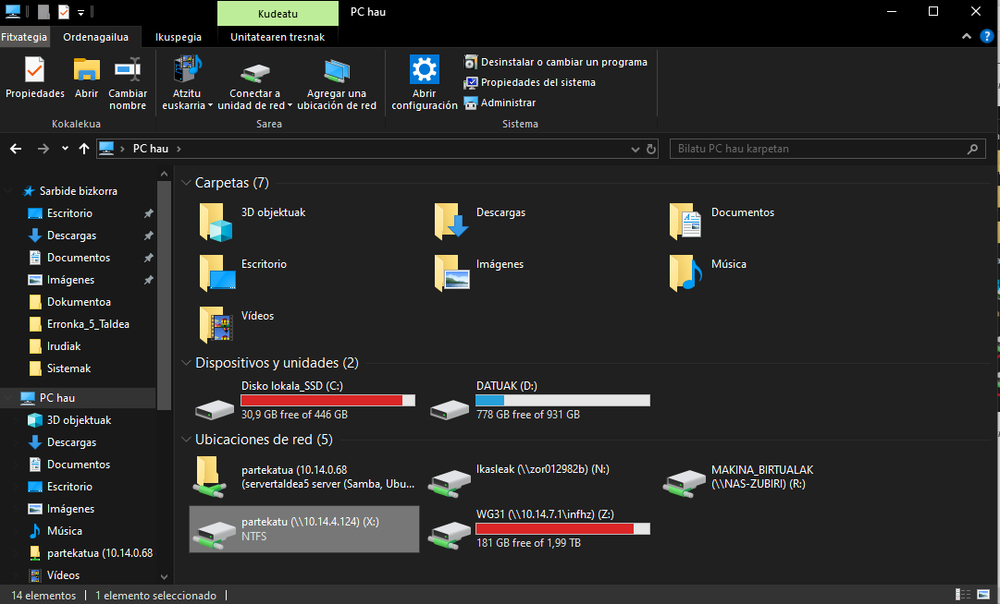 Kudeatu
PC hau
Fitxategia
Ordenagailua
Ikuspegia
Unitatearen tresnak
Propiedades
Abrir
Cambiar
nombre
Kokalekua
Atzitu
euskarria
Conectar a
unidad de red
Agregar una
ubicación de red
Sarea
Abrir
configuración
Desinstalar o cambiar un programa
Propiedades del sistema
Administrar
Sistema
PC hau
Bilatu PC hau karpetan
Sarbide bizkorra
Escritorio
Descargas
Documentos
Imágenes
Dokumentoa
Erronka_5_Taldea
Irudiak
Sistemak
PC hau
3D objektuak
Descargas
Documentos
Escritorio
Imágenes
Música
partekatua (10.14.0.68
Vídeos
Carpetas (7)
3D objektuak
Descargas
Documentos
Escritorio
Imágenes
Música
Vídeos
Dispositivos y unidades (2)
Disko lokala_SSD (C:)
30,9 GB free of 446 GB
DATUAK (D:)
778 GB free of 931 GB
Ubicaciones de red (5)
partekatua (10.14.0.68
(servertaldea5 server (Samba, Ubu...
Ikasleak (\\zor012982b) (N:)
MAKINA_BIRTUALAK
(\\NAS-ZUBIRI) (R:)
partekatu (\\10.14.4.124) (X:)
NTFS
WG31 (\\10.14.7.1\infhz) (Z:)
181 GB free of 1,99 TB
14 elementos
1 elemento seleccionado